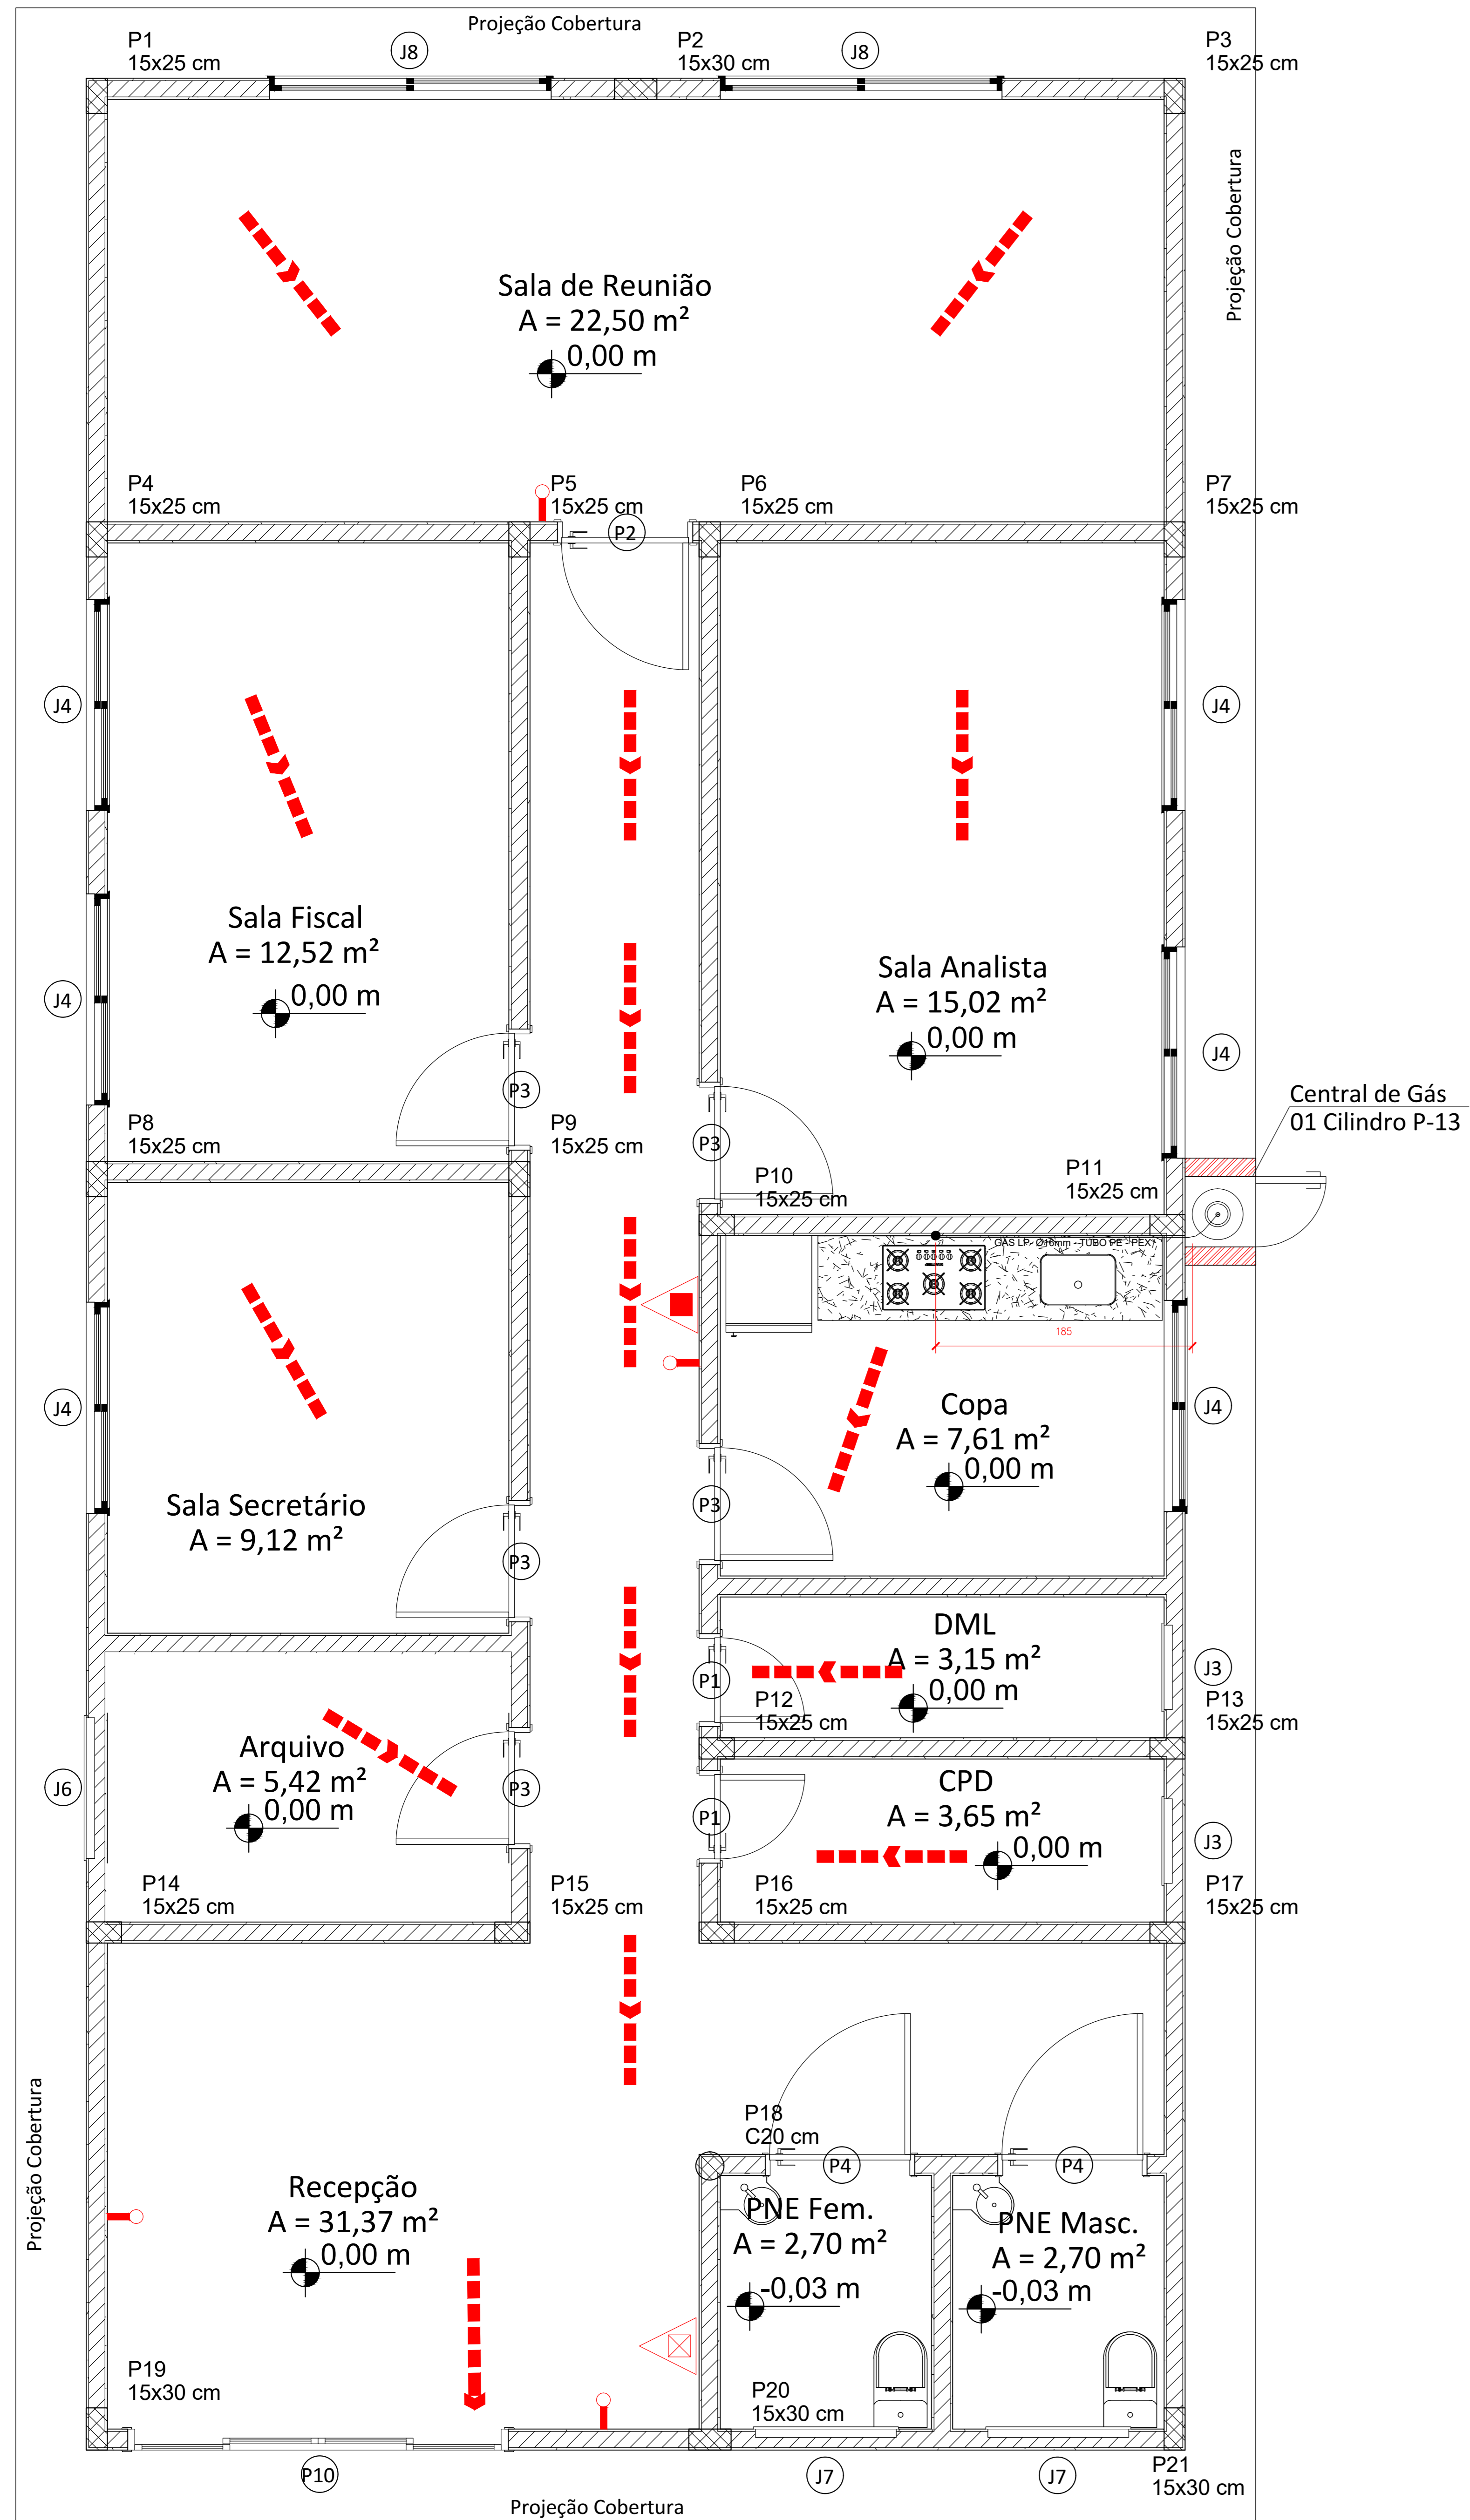 Projeção Cobertura
P1
15x25 cm
J8
P2
15x30 cm
J8
P3
15x25 cm
Projeção Cobertura
Sala de Reunião
A = 22,50 m²
0,00 m
P4
15x25 cm
P5
15x25 cm
P6
15x25 cm
P7
15x25 cm
P2
J4
J4
Sala Fiscal
A = 12,52 m²
0,00 m
Sala Analista
A = 15,02 m²
0,00 m
J4
J4
Central de Gás
01 Cilindro P-13
P3
P8
15x25 cm
P9
15x25 cm
P3
P10
15x25 cm
P11
15x25 cm
GÁS LP - Ø16mm - TUBO PE - PEX
185
Copa
A = 7,61 m²
0,00 m
J4
J4
Sala Secretário
A = 9,12 m²
P3
P3
DML
A = 3,15 m²
0,00 m
J3
P1
P12
15x25 cm
P13
15x25 cm
Arquivo
A = 5,42 m²
0,00 m
J6
P3
P1
CPD
A = 3,65 m²
0,00 m
J3
P14
15x25 cm
P15
15x25 cm
P16
15x25 cm
P17
15x25 cm
Projeção Cobertura
P18
C20 cm
P4
P4
Recepção
A = 31,37 m²
0,00 m
PNE Fem.
A = 2,70 m²
-0,03 m
PNE Masc.
A = 2,70 m²
-0,03 m
P19
15x30 cm
P20
15x30 cm
P10
J7
J7
P21
15x30 cm
Projeção Cobertura